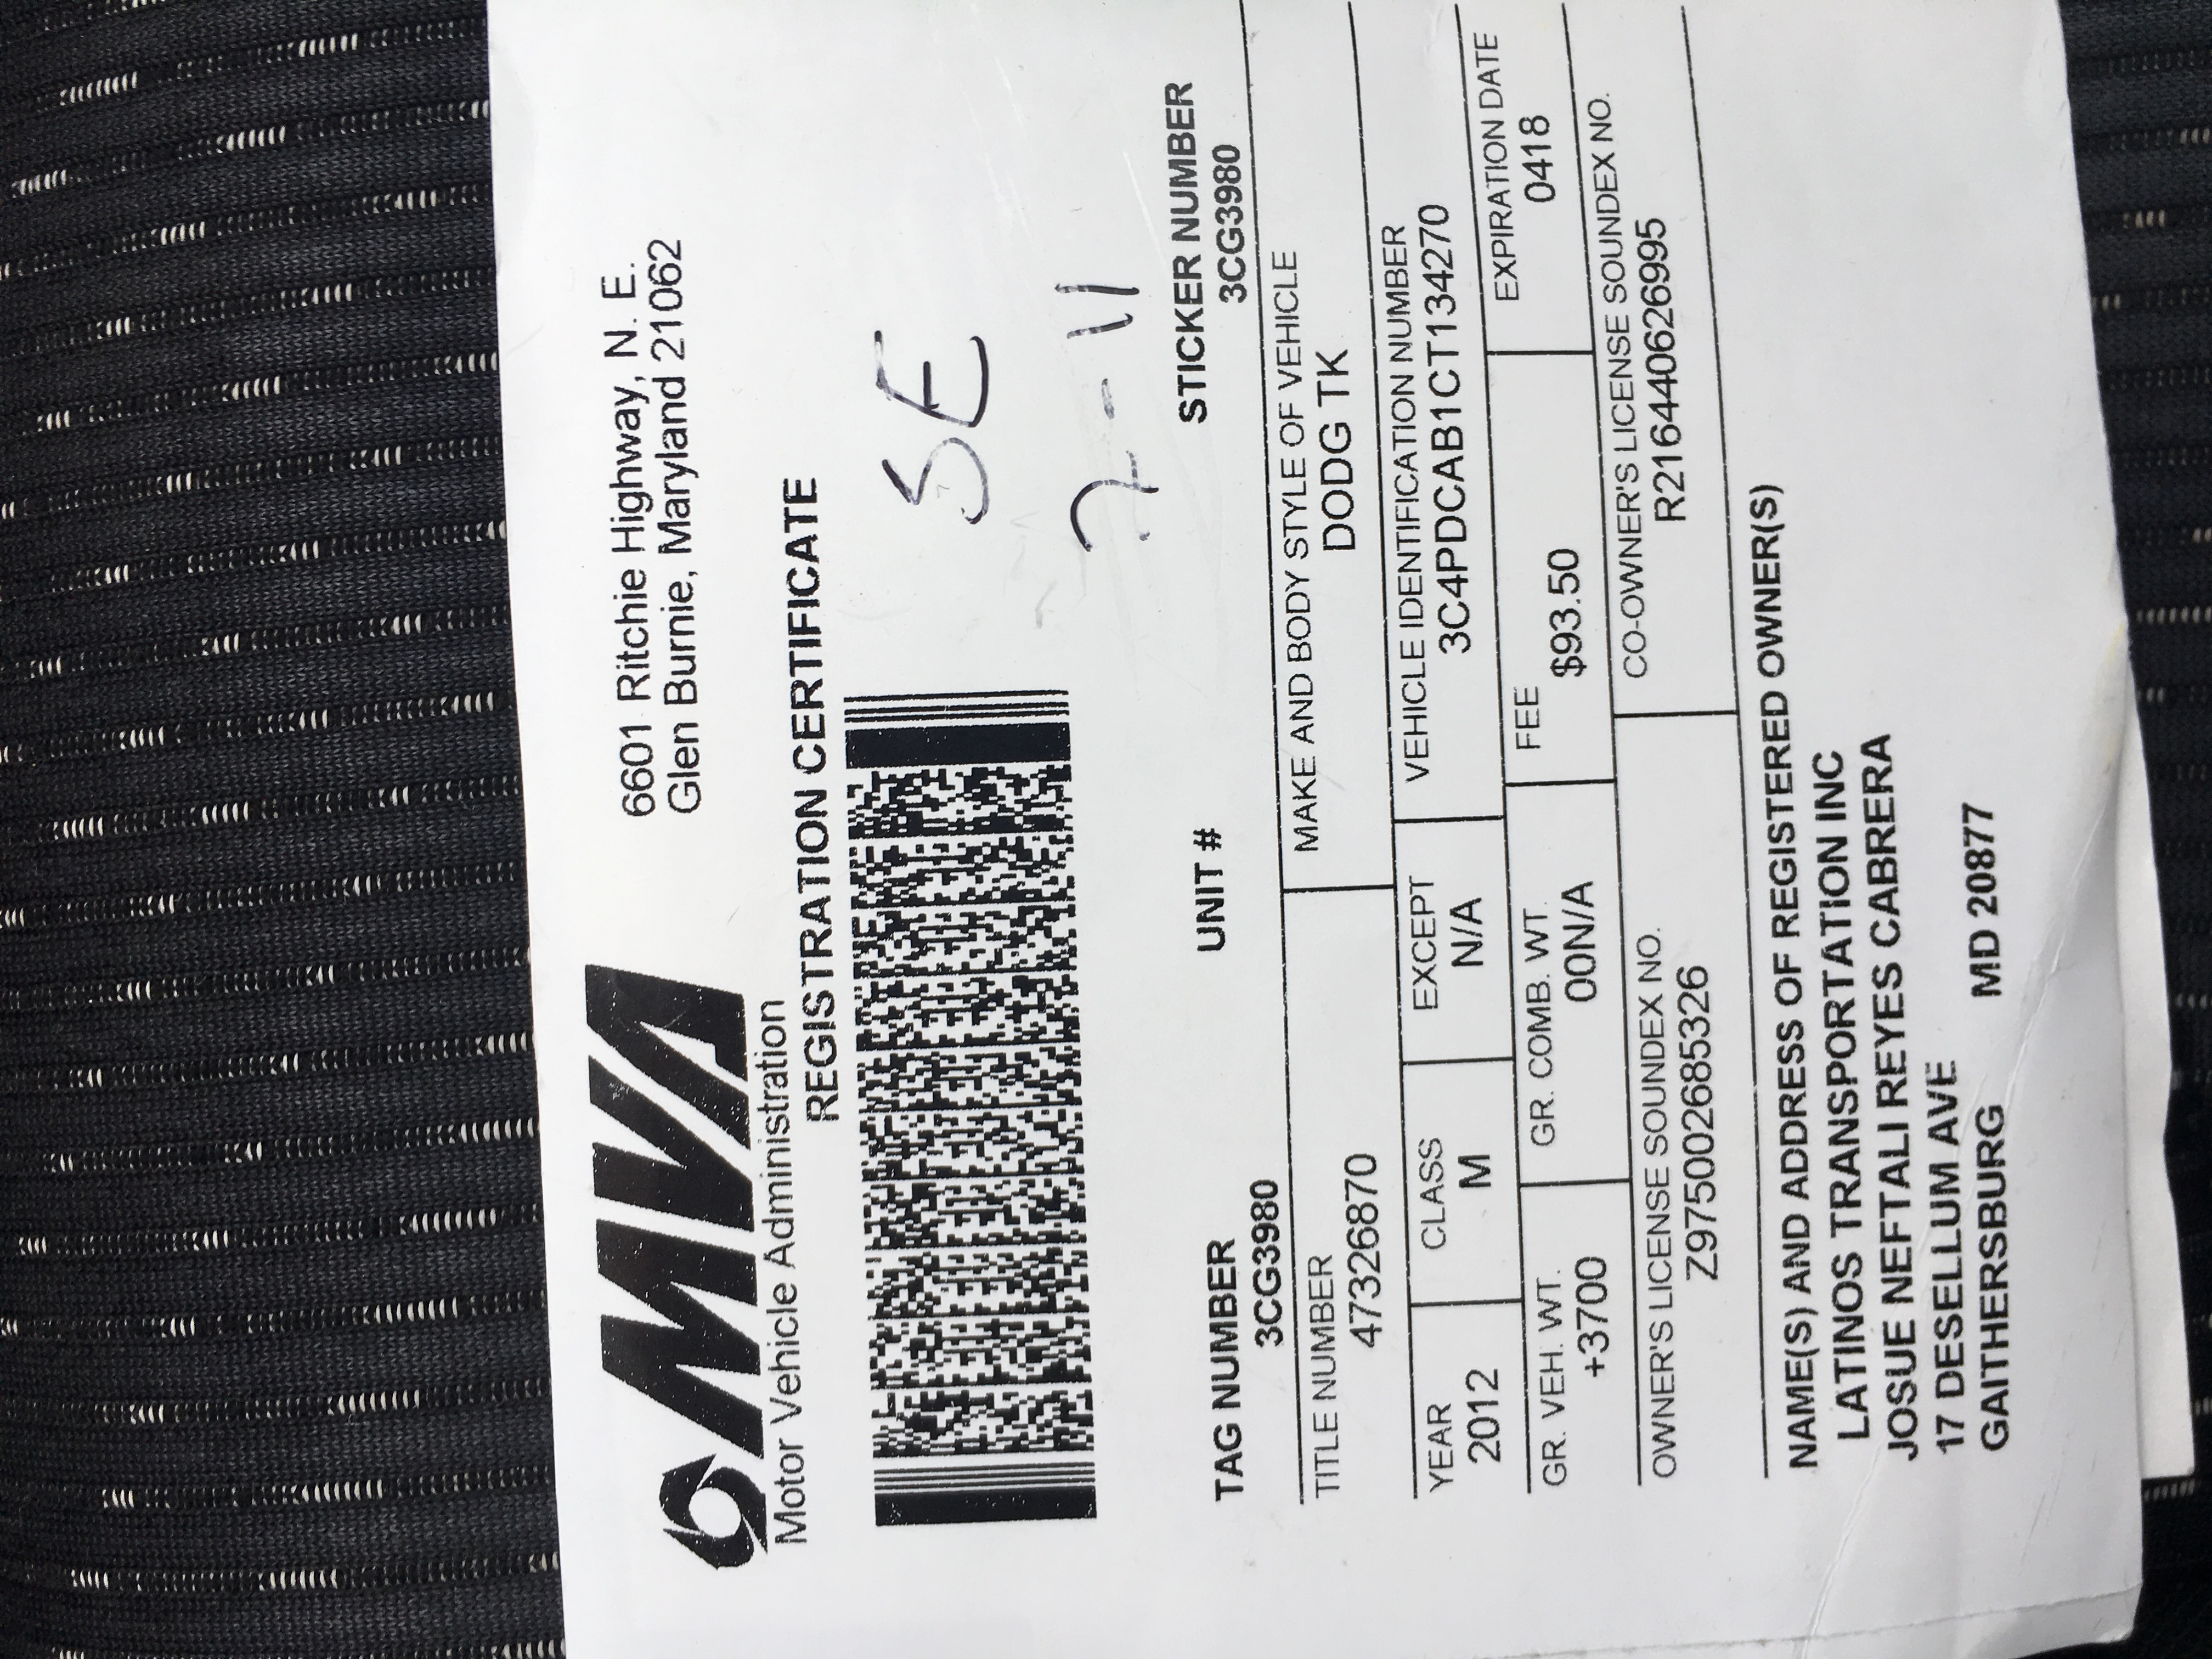 MVA
6601 Ritchie Highway, N. E.
Glen Burnie, Maryland 21062
Motor Vehicle Administration
REGISTRATION CERTIFICATE
SE
7-11
TAG NUMBER UNIT # STICKER NUMBER
3CG3980 3CG3980
TITLE NUMBER MAKE AND BODY STYLE OF VEHICLE
47326870 DODG TK
YEAR CLASS EXCEPT VEHICLE IDENTIFICATION NUMBER
2012 M N/A 3C4PDCAB1CT134270
GR. VEH. WT. GR. COMB. WT. FEE EXPIRATION DATE
+3700 00N/A $93.50 0418
OWNER'S LICENSE SOUNDEX NO. CO-OWNER'S LICENSE SOUNDEX NO.
Z975002685326 R216440626995
NAME(S) AND ADDRESS OF REGISTERED OWNER(S)
LATINOS TRANSPORTATION INC
JOSUE NEFTALI REYES CABRERA
17 DESELLUM AVE
GAITHERSBURG MD 20877